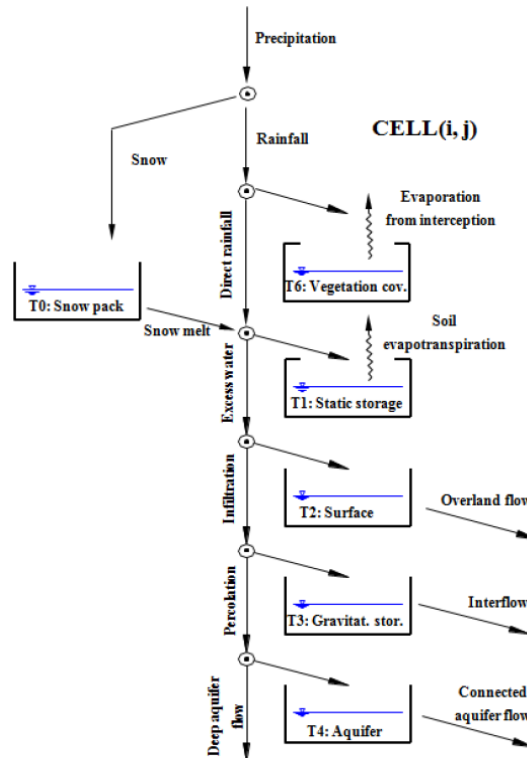 Precipitation
CELL(i, j)
Rainfall
Snow
Evaporation
from interception
Direct rainfall
T6: Vegetation cov.
T0: Snow pack
Snow melt
Soil
evapotranspiration
Excess water
T1: Static storage
Infiltration
T2: Surface
Overland flow
Percolation
T3: Gravitat. stor.
Interflow
Deep aquifer
flow
T4: Aquifer
Connected
aquifer flow